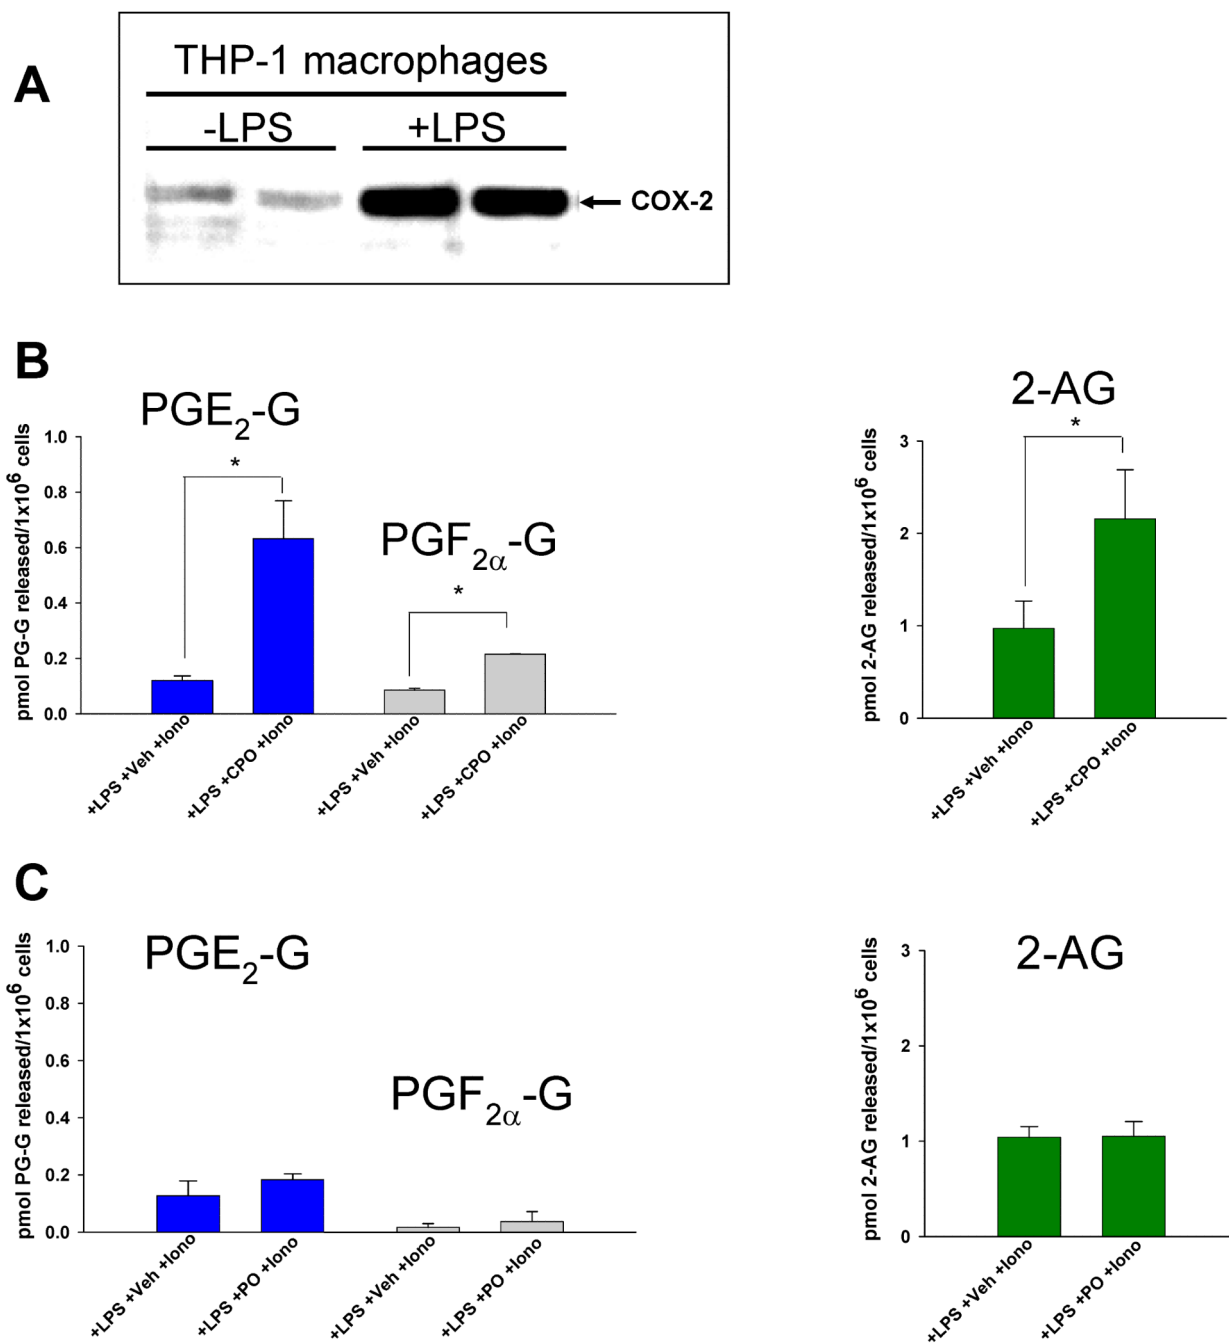 A
THP-1 macrophages
-LPS +LPS
COX-2
B
PGE2-G
*
PGF2α-G
*
pmol PG-G released/1x10^6 cells
1.0
0.8
0.6
0.4
0.2
0.0
+LPS +Veh +Iono
+LPS +CPO +Iono
+LPS +Veh +Iono
+LPS +CPO +Iono
2-AG
*
pmol 2-AG released/1x10^6 cells
3
2
1
0
+LPS +Veh +Iono
+LPS +CPO +Iono
C
PGE2-G
PGF2α-G
pmol PG-G released/1x10^6 cells
1.0
0.8
0.6
0.4
0.2
0.0
+LPS +Veh +Iono
+LPS +PO +Iono
+LPS +Veh +Iono
+LPS +PO +Iono
2-AG
pmol 2-AG released/1x10^6 cells
3
2
1
0
+LPS +Veh +Iono
+LPS +PO +Iono